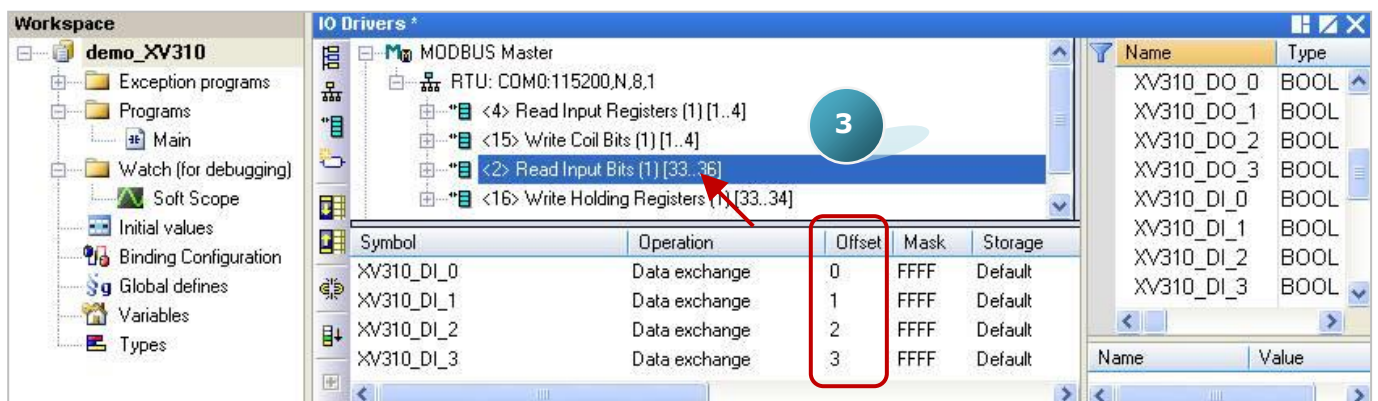 Workspace
demo_XV310
Exception programs
Programs
Main
Watch (for debugging)
Soft Scope
Initial values
Binding Configuration
Global defines
Variables
Types
IO Drivers *
MODBUS Master
RTU: COM0:115200,N,8,1
<4> Read Input Registers (1) [1..4]
<15> Write Coil Bits (1) [1..4]
<2> Read Input Bits (1) [33..36]
<16> Write Holding Registers (1) [33..34]
3
Symbol Operation Offset Mask Storage
XV310_DI_0 Data exchange 0 FFFF Default
XV310_DI_1 Data exchange 1 FFFF Default
XV310_DI_2 Data exchange 2 FFFF Default
XV310_DI_3 Data exchange 3 FFFF Default
Name Type
XV310_DO_0 BOOL
XV310_DO_1 BOOL
XV310_DO_2 BOOL
XV310_DO_3 BOOL
XV310_DI_0 BOOL
XV310_DI_1 BOOL
XV310_DI_2 BOOL
XV310_DI_3 BOOL
Name Value